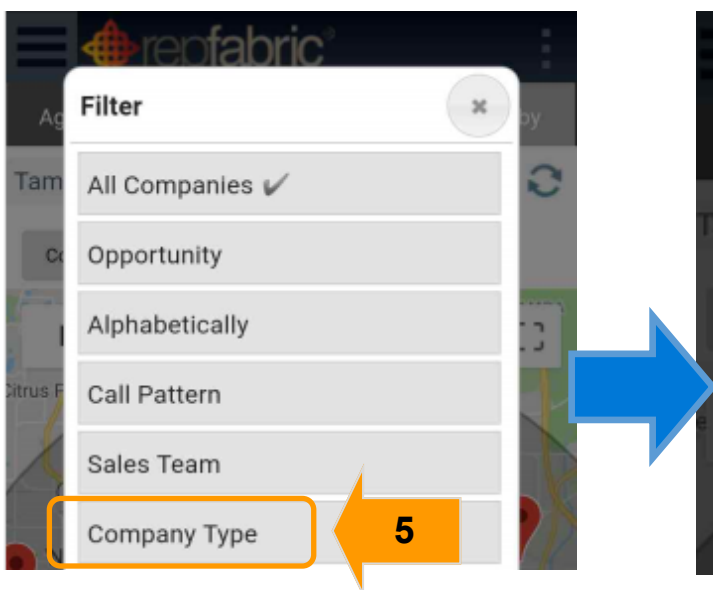 repfabric®
Filter
All Companies ✔
Opportunity
Alphabetically
Call Pattern
Sales Team
Company Type
5